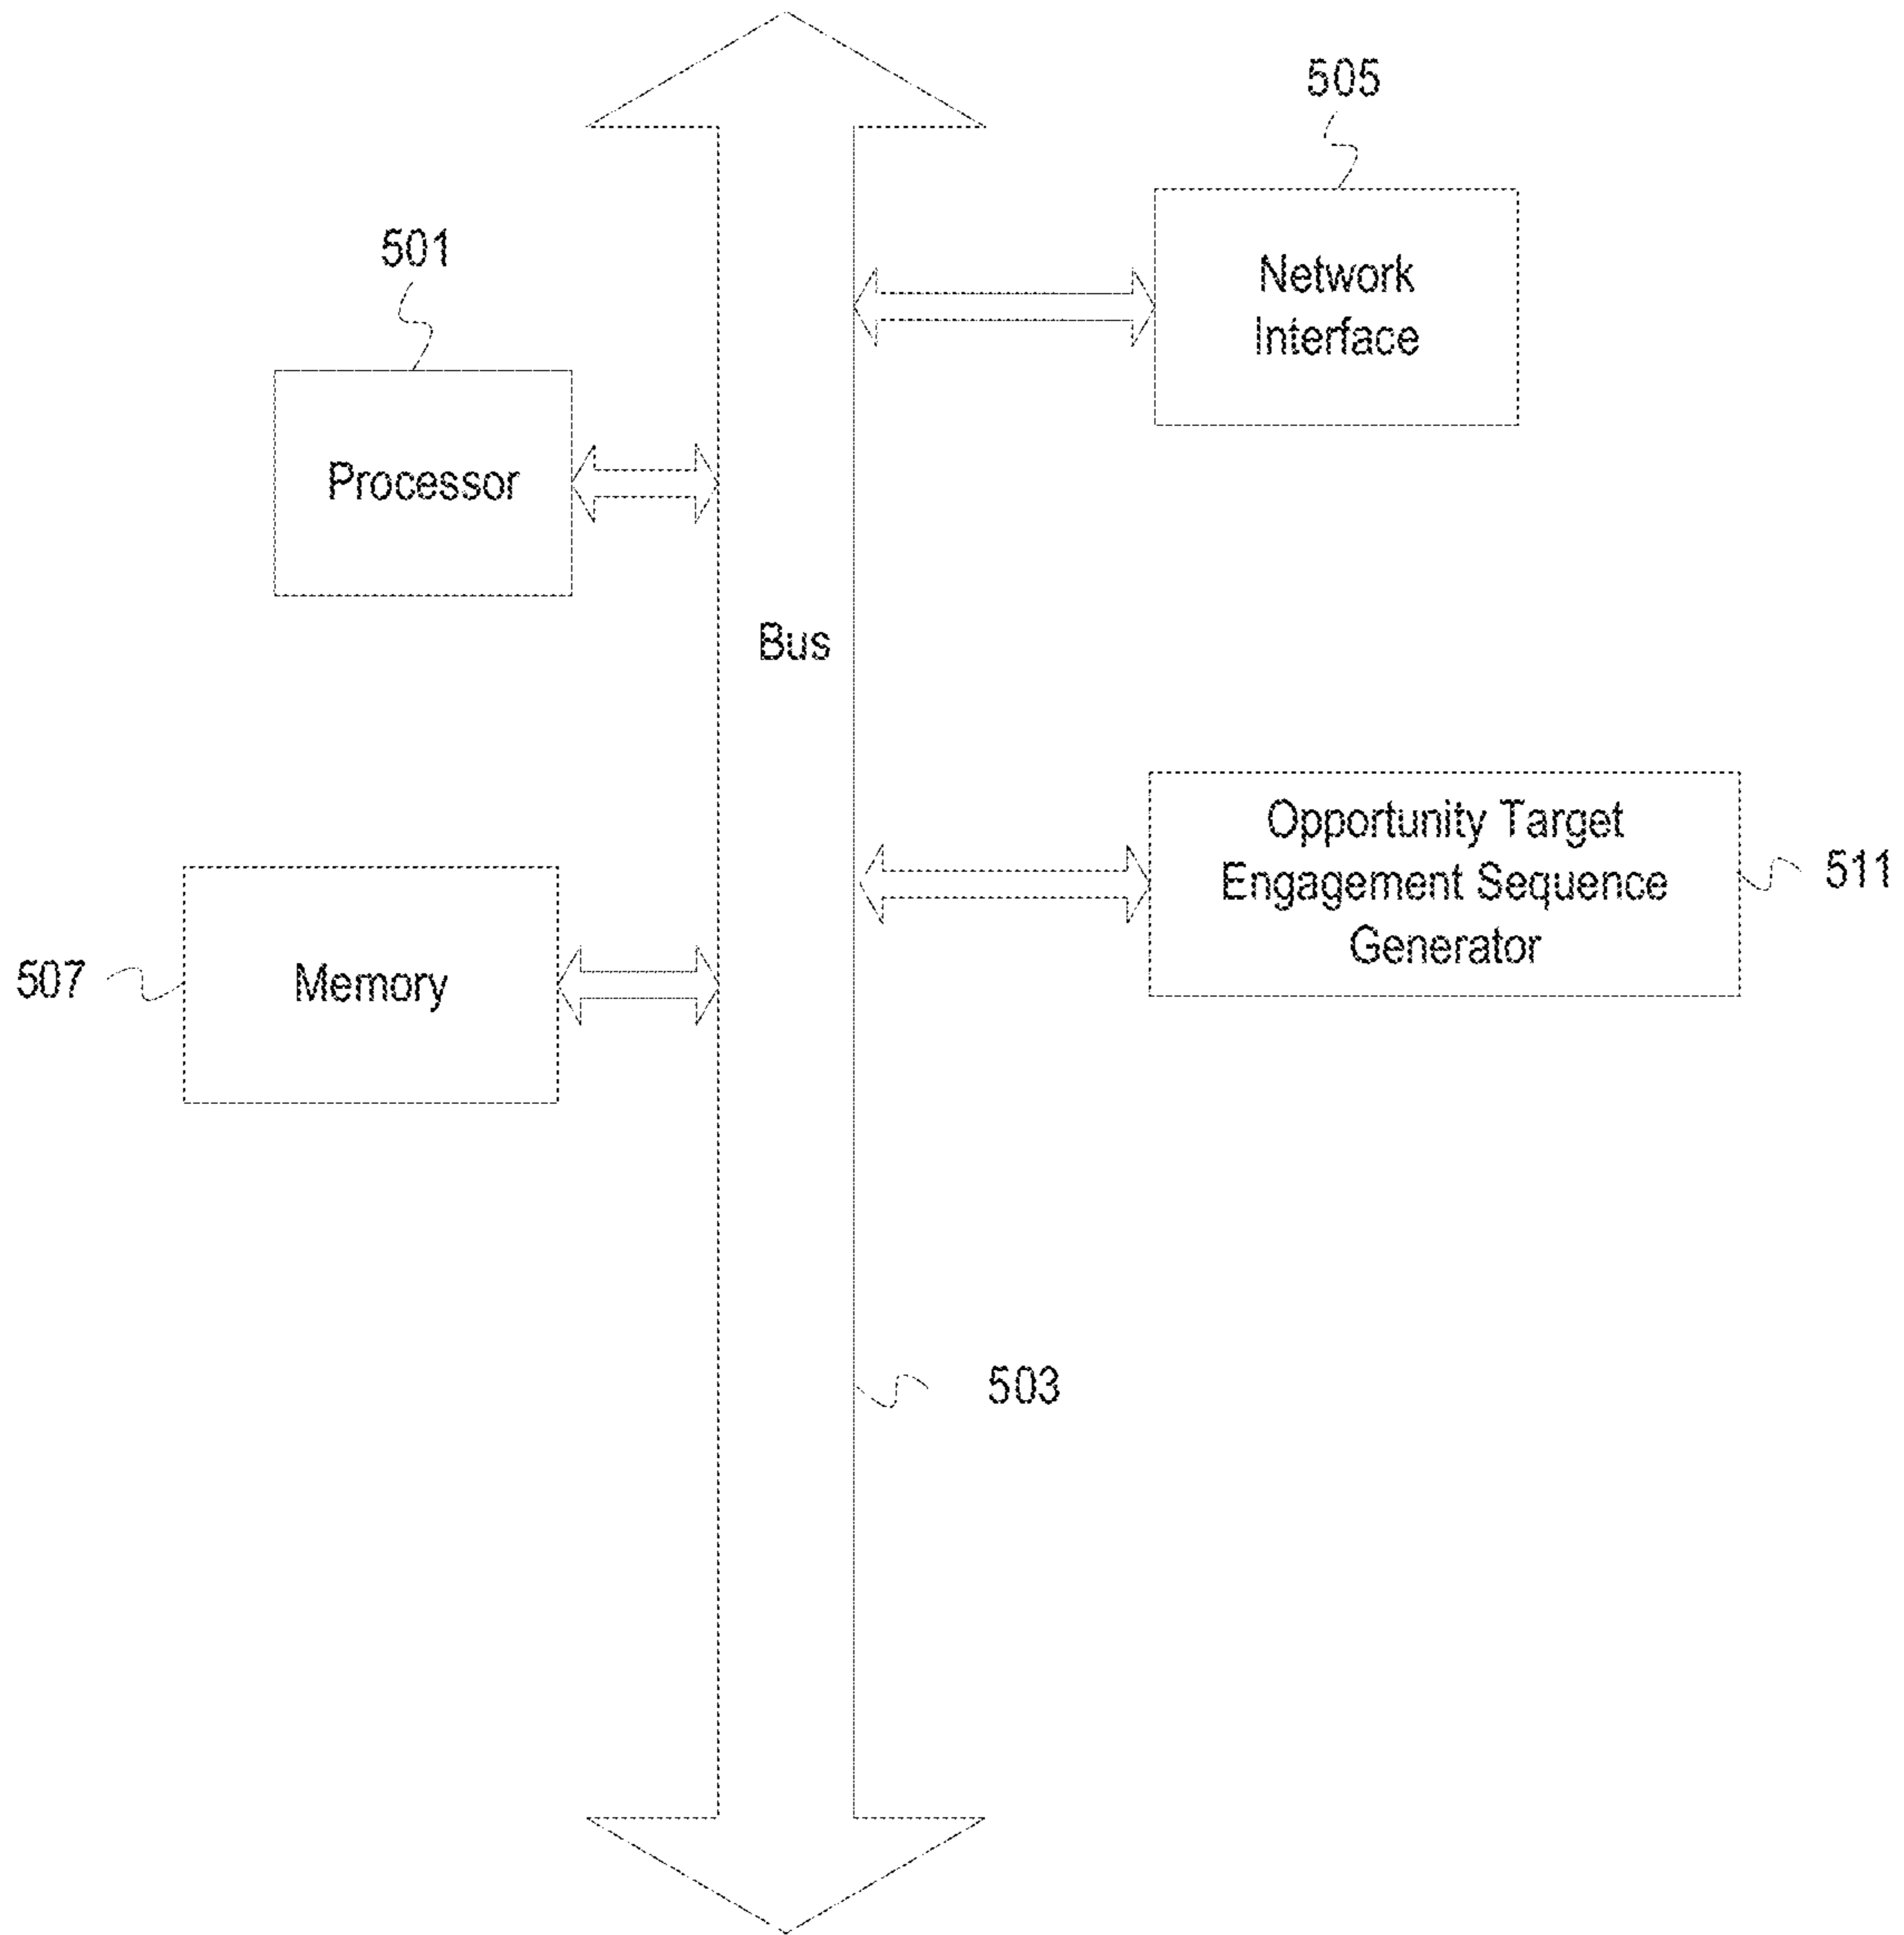 505
501
Network
Interface
Processor
Bus
Opportunity Target
Engagement Sequence
Generator
511
507
Memory
503